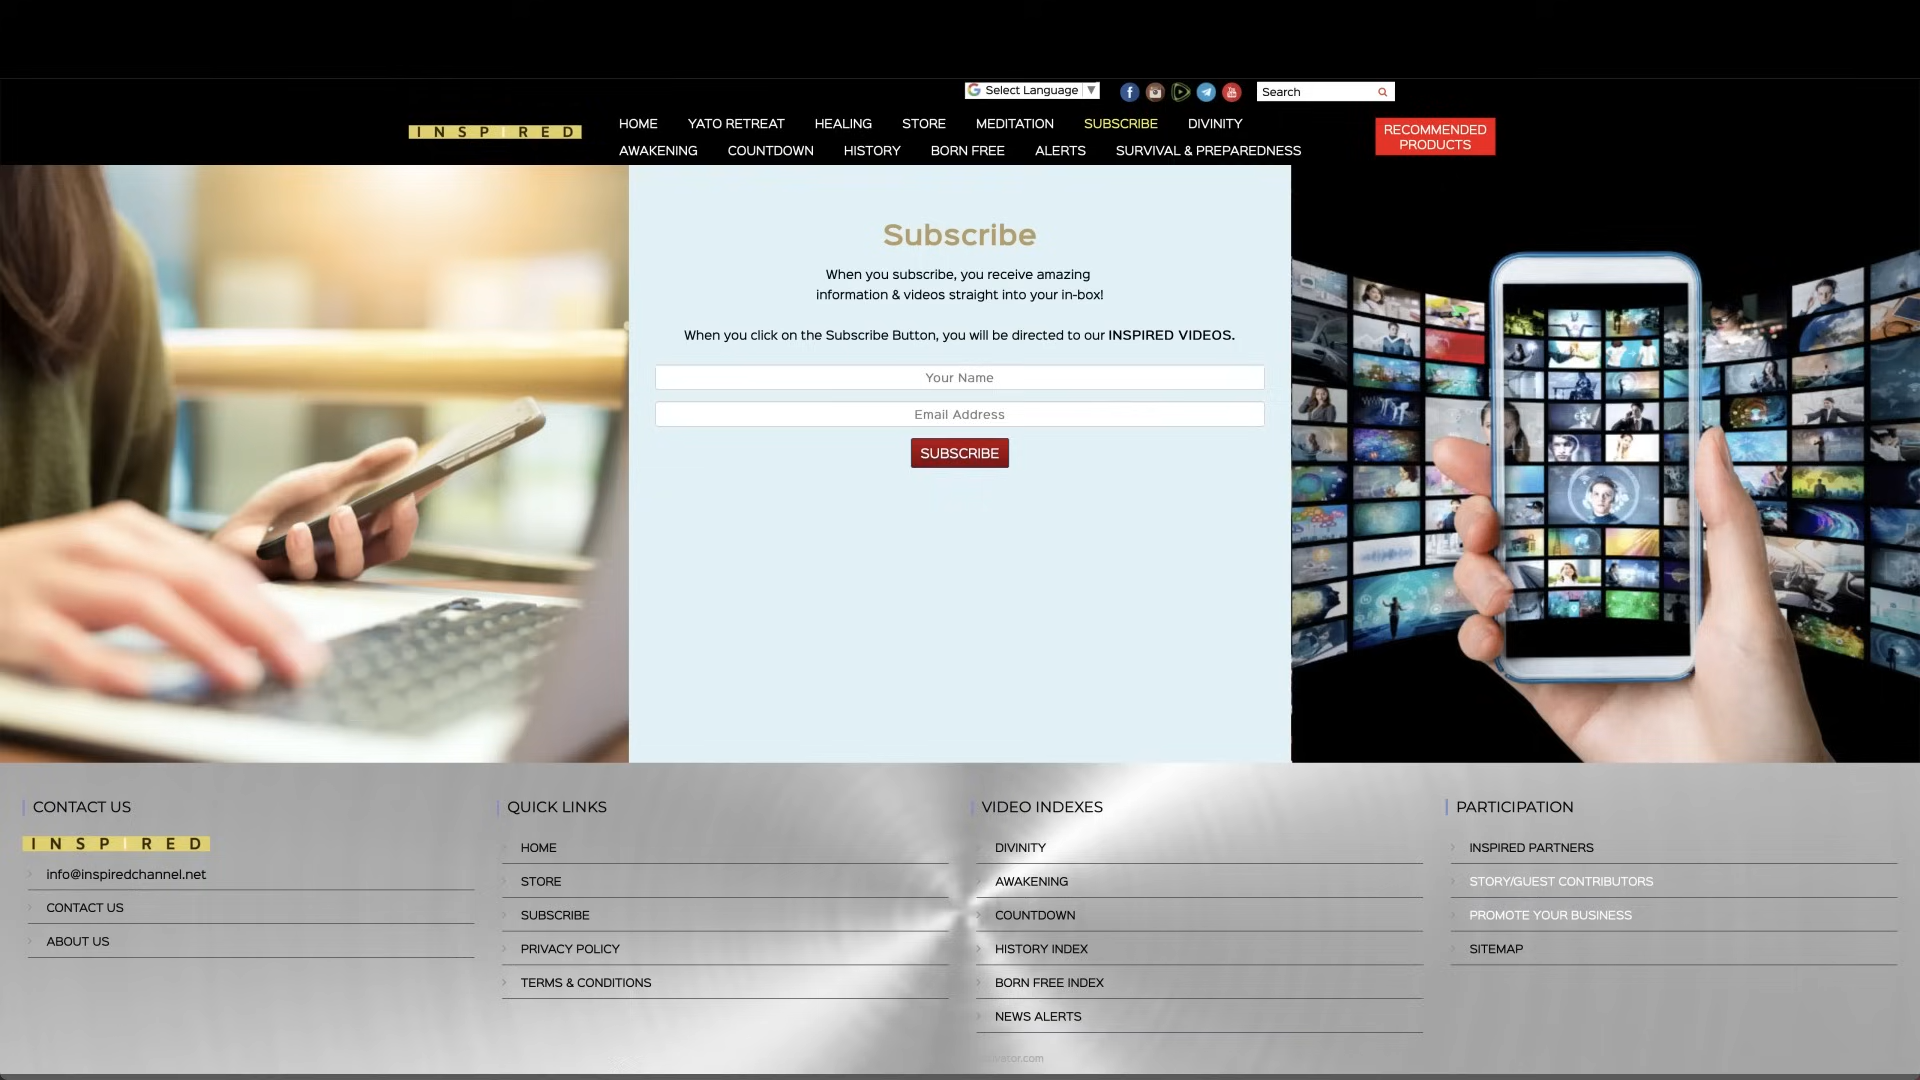 Select Language ▼
Search
INSPIRED
HOME YATO RETREAT HEALING STORE MEDITATION SUBSCRIBE DIVINITY
AWAKENING COUNTDOWN HISTORY BORN FREE ALERTS SURVIVAL & PREPAREDNESS
RECOMMENDED
PRODUCTS
Subscribe
When you subscribe, you receive amazing
information & videos straight into your in-box!
When you click on the Subscribe Button, you will be directed to our INSPIRED VIDEOS.
Your Name
Email Address
SUBSCRIBE
CONTACT US
INSPIRED
info@inspiredchannel.net
CONTACT US
ABOUT US
QUICK LINKS
HOME
STORE
SUBSCRIBE
PRIVACY POLICY
TERMS & CONDITIONS
VIDEO INDEXES
DIVINITY
AWAKENING
COUNTDOWN
HISTORY INDEX
BORN FREE INDEX
NEWS ALERTS
PARTICIPATION
INSPIRED PARTNERS
STORY/GUEST CONTRIBUTORS
PROMOTE YOUR BUSINESS
SITEMAP